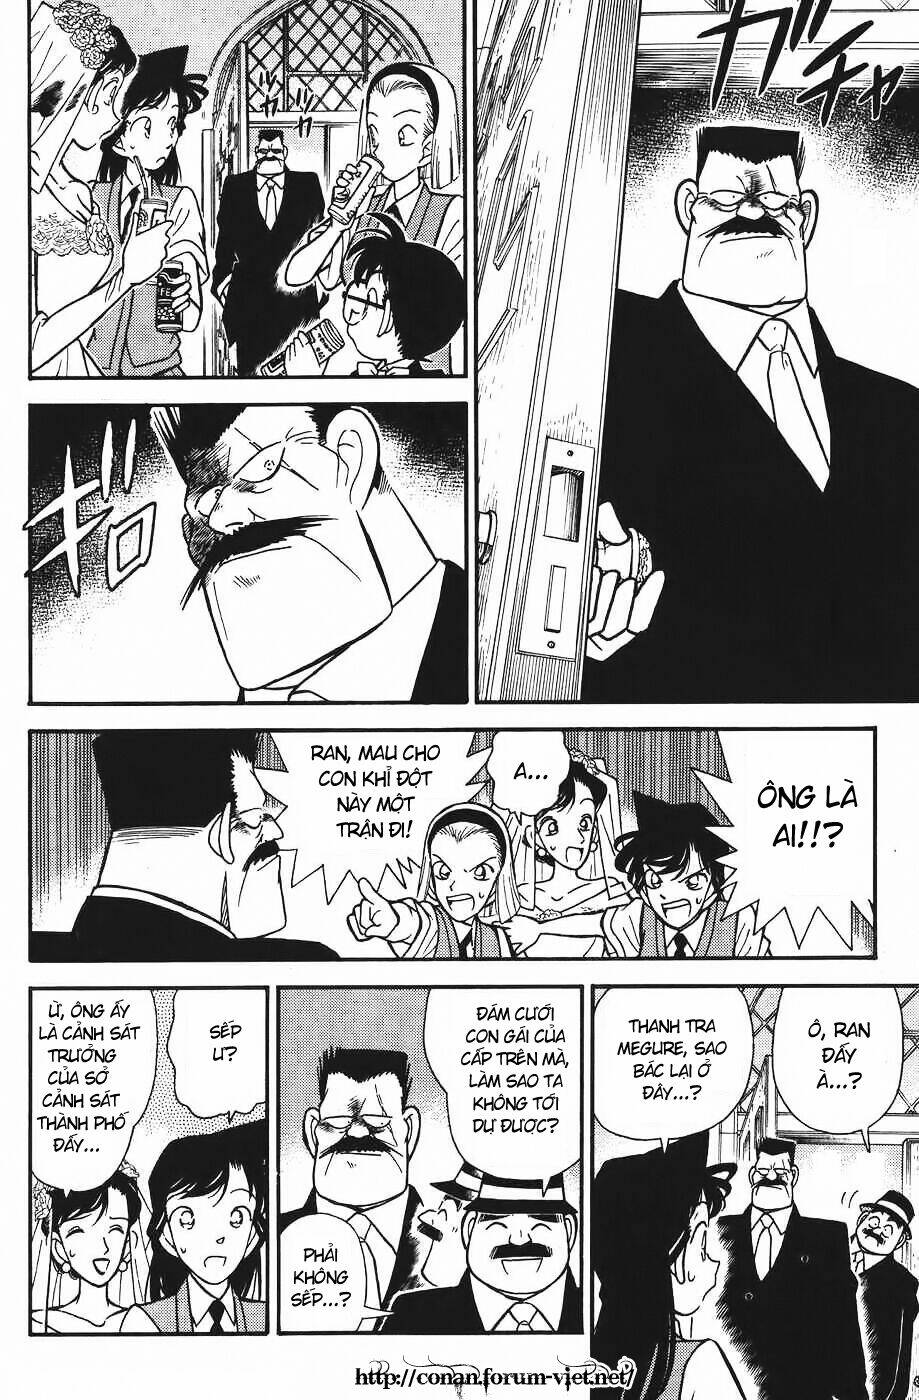 ガチャ
ギロ
ÔNG LÀ
AI!!?
A...
RAN, MAU CHO
CON KHỈ ĐỘT
NÀY MỘT
TRẬN ĐI!
Ô, RAN
ĐẤY
À...?
THANH TRA
MEGURE, SAO
BÁC LẠI Ở
ĐÂY...?
ĐÁM CƯỚI
CON GÁI CỦA
CẤP TRÊN MÀ,
LÀM SAO TA
KHÔNG TỚI
DỰ ĐƯỢC?
PHẢI
KHÔNG
SẾP...?
SẾP
Ư?
Ừ, ÔNG ẤY
LÀ CẢNH SÁT
TRƯỞNG
CỦA SỞ
CẢNH SÁT
THÀNH PHỐ
ĐẤY...
http://conan.forum-viet.net/